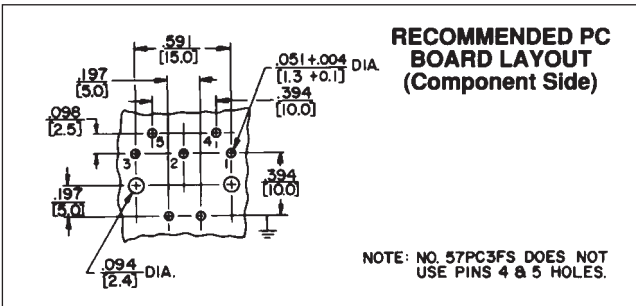 RECOMMENDED PC
BOARD LAYOUT
(Component Side)
.591
[15.0]
.051+.004 DIA.
[1.3 +0.1]
.197
[5.0]
.394
[10.0]
.098
[2.5]
5
4
3
2
1
.394
[10.0]
.197
[5.0]
.094 DIA.
[2.4]
NOTE: NO. 57PC3FS DOES NOT
USE PINS 4 & 5 HOLES.